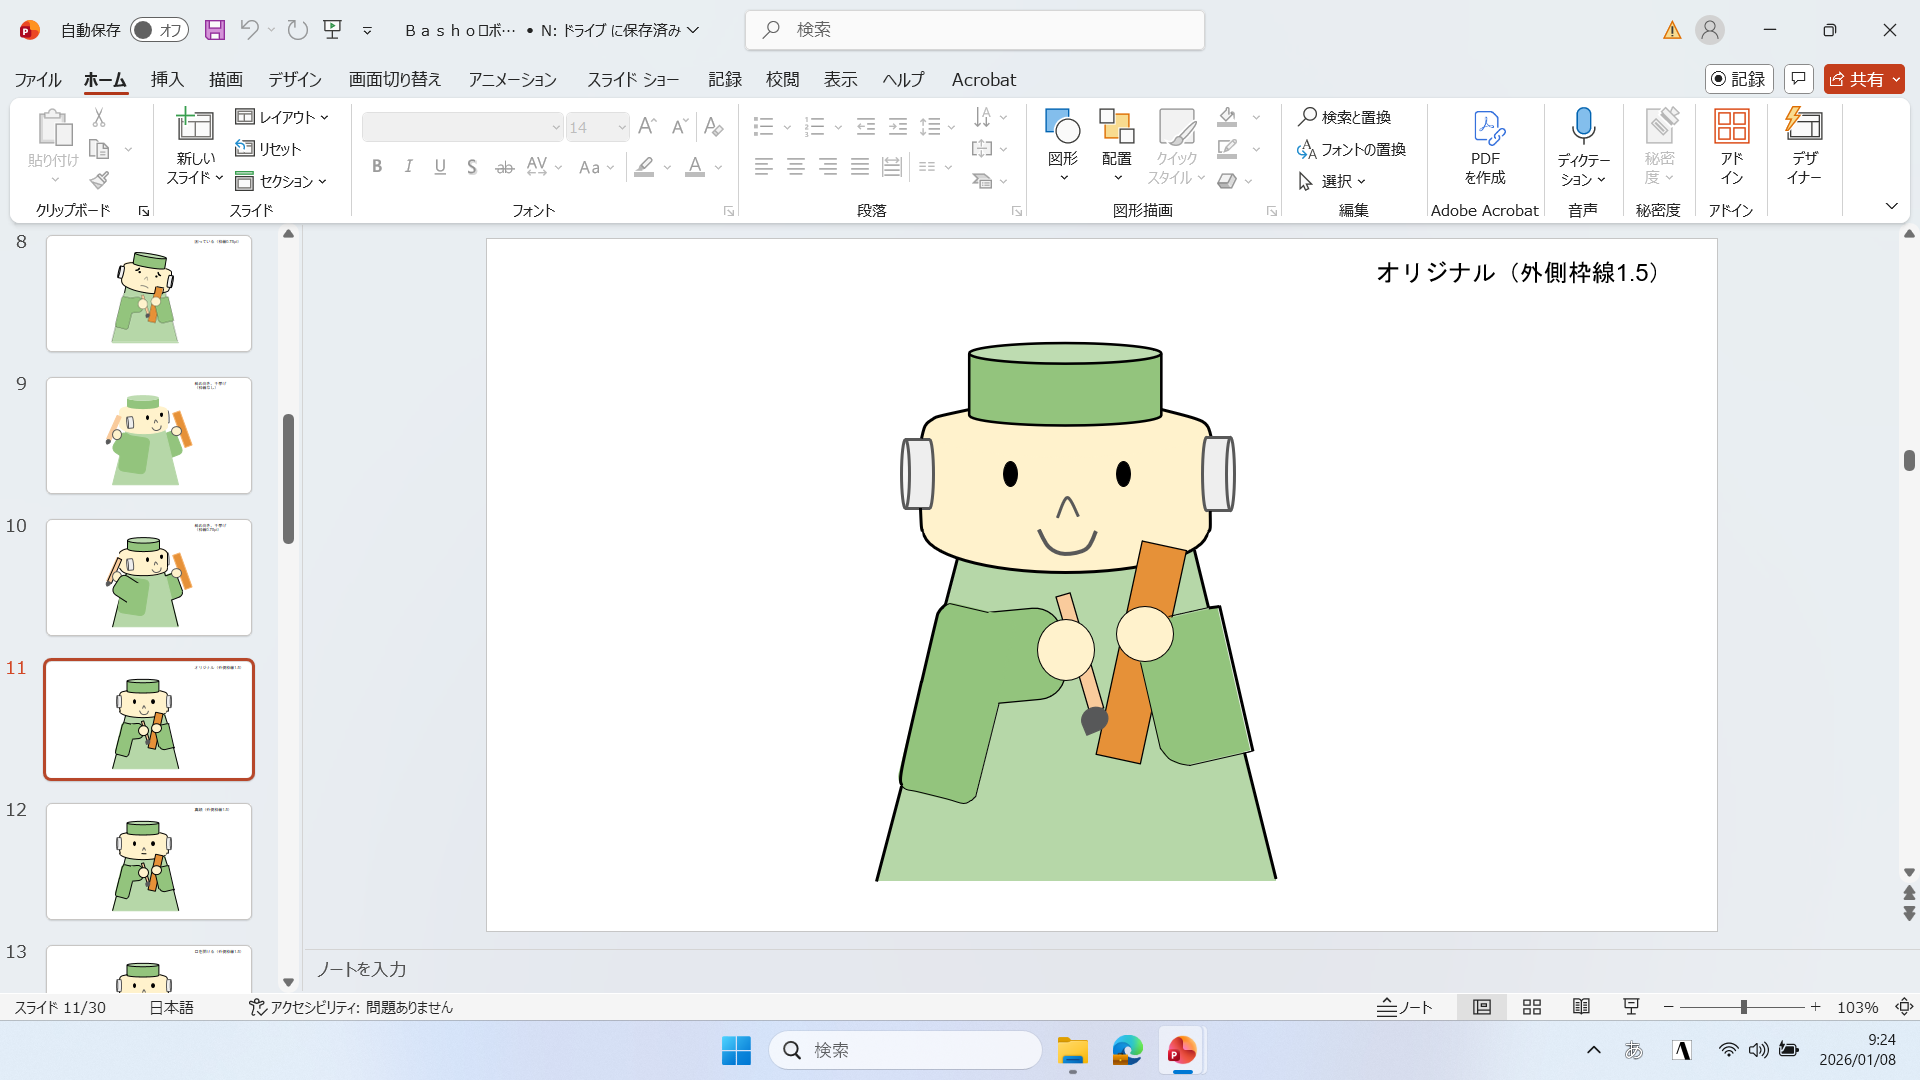 自動保存 オフ Ｂａｓｈｏロボ… • N: ドライブ に保存済み 検索
ファイル ホーム 挿入 描画 デザイン 画面切り替え アニメーション スライド ショー 記録 校閲 表示 ヘルプ Acrobat 記録 共有
貼り付け
新しい
スライド
レイアウト
リセット
セクション
14
図形
配置
クイック
スタイル
検索と置換
フォントの置換
選択
PDF
を作成
ディクテー
ション
秘密
度
アド
イン
デザ
イナー
クリップボード スライド フォント 段落 図形描画 編集 Adobe Acrobat 音声 秘密度 アドイン
8
9
10
11
12
13
オリジナル（外側枠線1.5）
ノートを入力
スライド 11/30 日本語 アクセシビリティ: 問題ありません ノート 103%
検索
あ
9:24
2026/01/08